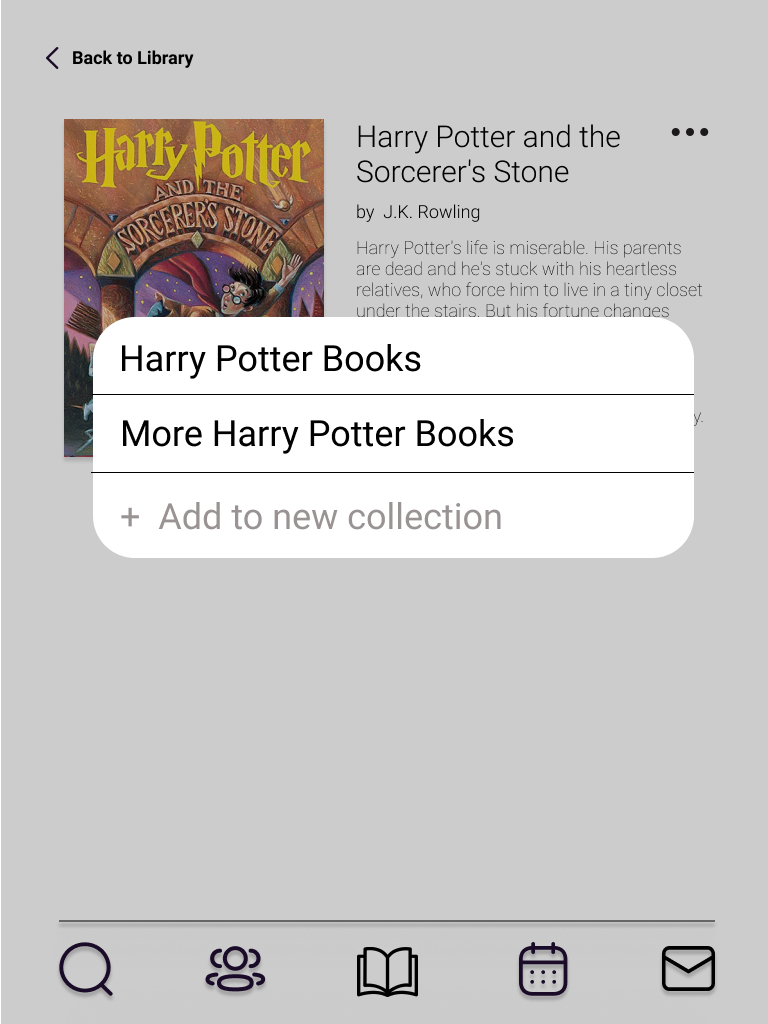 Back to Library
Harry Potter
AND THE
SORCERER'S STONE
Harry Potter and the
Sorcerer's Stone
by J.K. Rowling
Harry Potter's life is miserable. His parents
are dead and he's stuck with his heartless
relatives, who force him to live in a tiny closet
under the stairs. But his fortune changes
y.
Harry Potter Books
More Harry Potter Books
+ Add to new collection